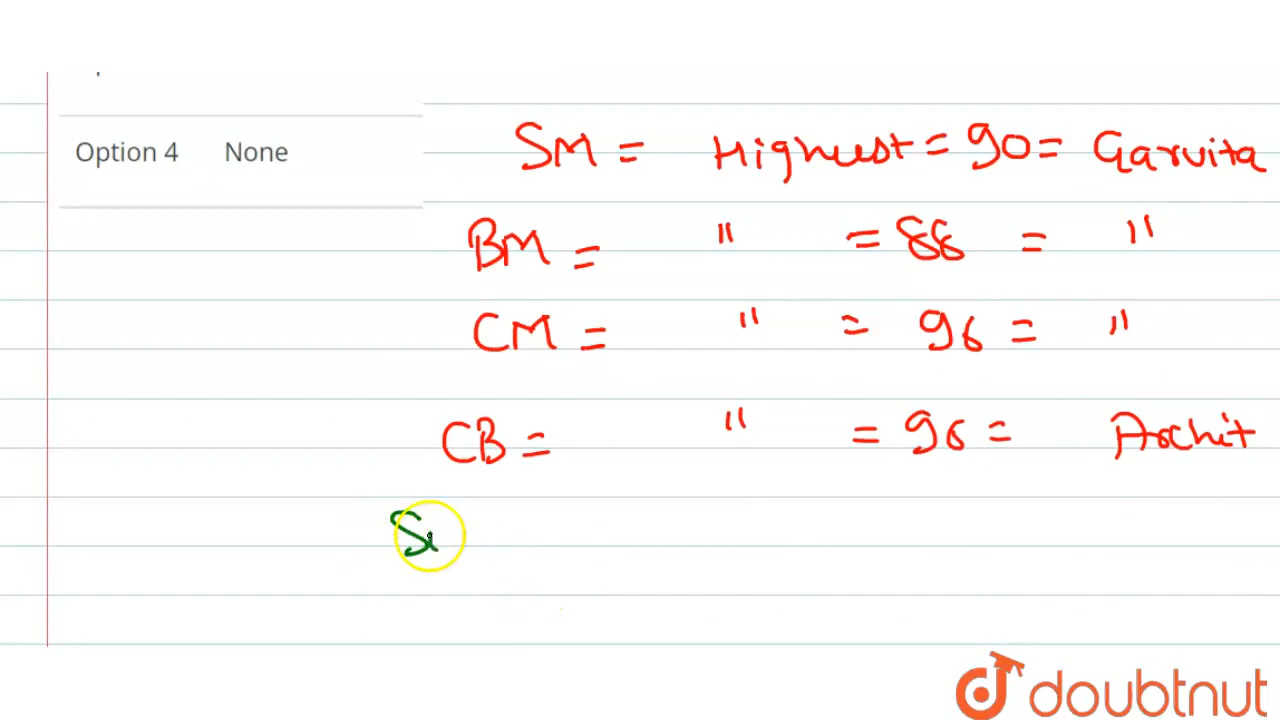 Option 4 None
SM = Highest = 90 = Garvita
BM = " = 88 = "
CM = " = 96 = "
CB = " = 96 = Archit
doubtnut